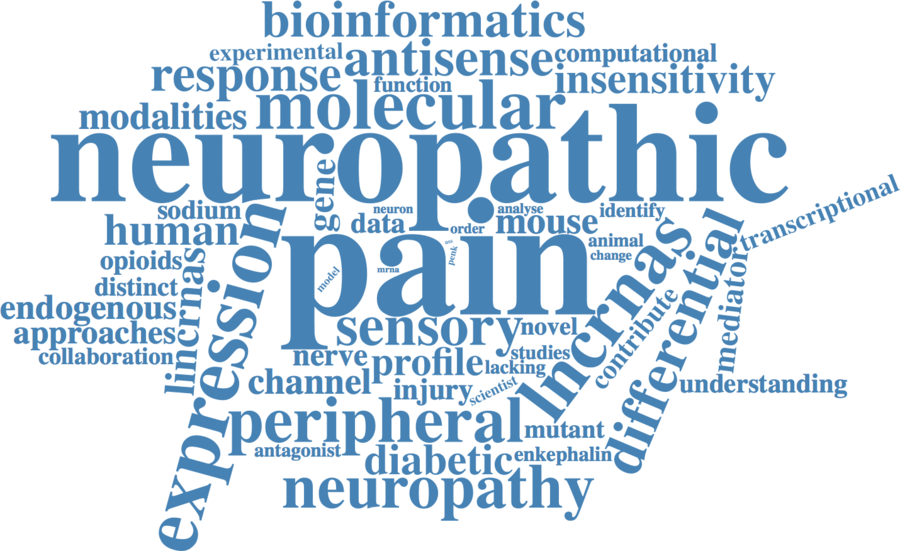 bioinformatics
experimental
antisense
computational
response
function
insensitivity
modalities
molecular
neuropathic
gene
sodium
neuron
analyse
identify
transcriptional
human
data
order
mouse
animal
change
opioids
pain
ant
penk
mrna
model
distinct
lincrnas
expression
lncrnas
differential
mediator
contribute
endogenous
approaches
sensory
novel
collaboration
nerve
profile
studies
lacking
channel
injury
scientist
understanding
peripheral
mutant
antagonist
diabetic
enkephalin
neuropathy